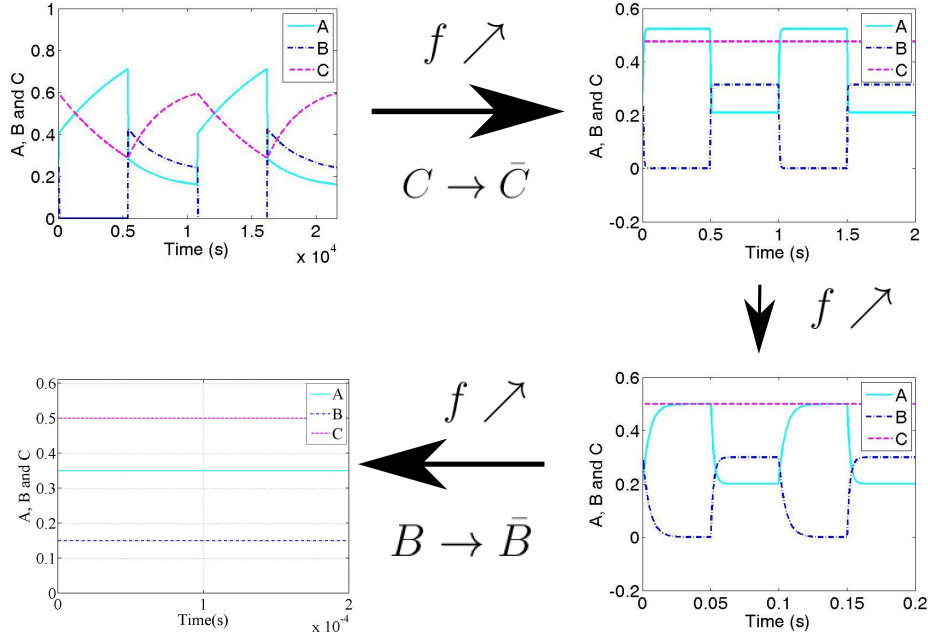 A, B and C
1
0.8
0.6
0.4
0.2
0
0 0.5 1 1.5 2
Time (s)
x 10^4
A
B
C
f ↗
C → C̄
A, B and C
0.6
0.4
0.2
0
-0.2
0 0.5 1 1.5 2
Time (s)
A
B
C
f ↗
A, B and C
0.6
0.4
0.2
0
-0.2
0 0.05 0.1 0.15 0.2
Time (s)
A
B
C
f ↗
B → B̄
A, B and C
0.6
0.5
0.4
0.3
0.2
0.1
0
0 1 2
Time(s)
x 10^-4
A
B
C